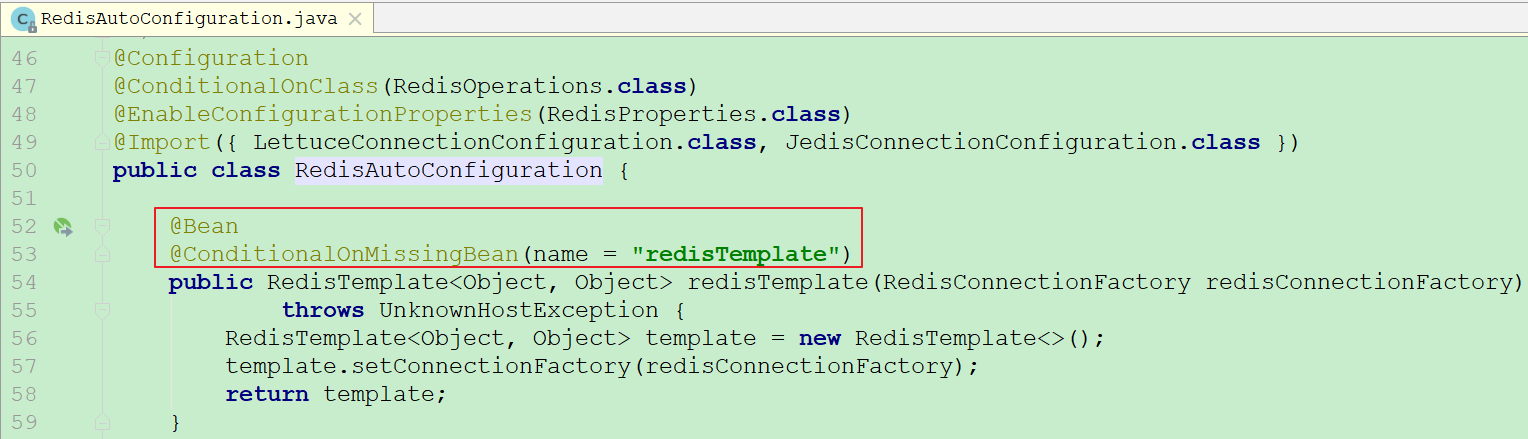 RedisAutoConfiguration.java
46 @Configuration
47 @ConditionalOnClass(RedisOperations.class)
48 @EnableConfigurationProperties(RedisProperties.class)
49 @Import({ LettuceConnectionConfiguration.class, JedisConnectionConfiguration.class })
50 public class RedisAutoConfiguration {
51
52 @Bean
53 @ConditionalOnMissingBean(name = "redisTemplate")
54 public RedisTemplate<Object, Object> redisTemplate(RedisConnectionFactory redisConnectionFactory)
55 throws UnknownHostException {
56 RedisTemplate<Object, Object> template = new RedisTemplate<>();
57 template.setConnectionFactory(redisConnectionFactory);
58 return template;
59 }